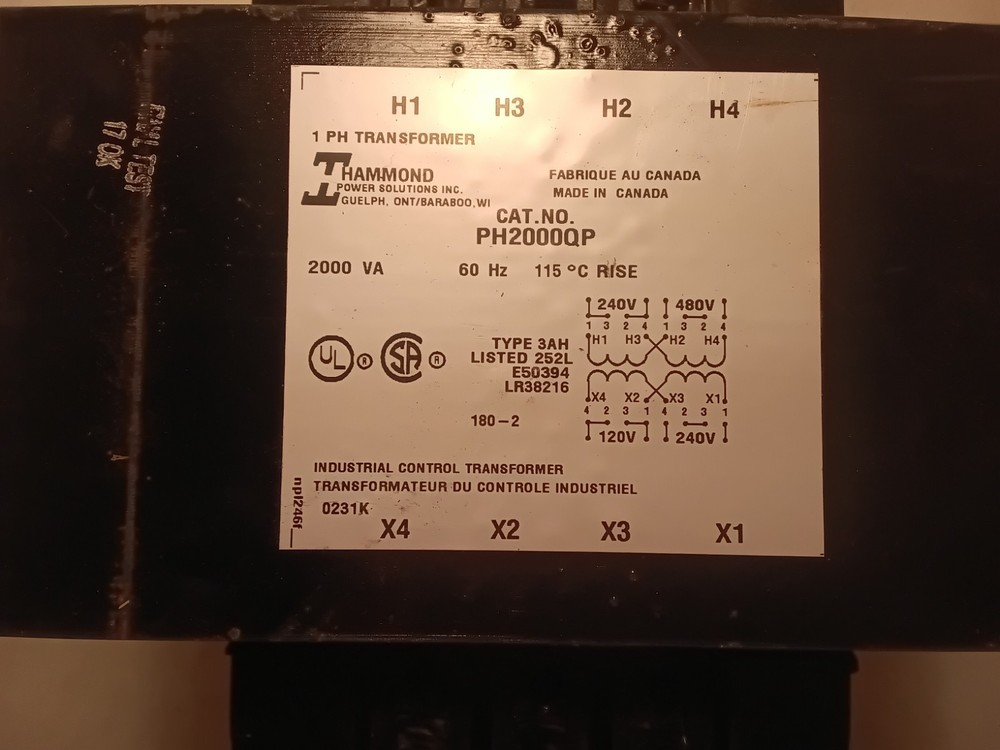 H1 H3 H2 H4
1 PH TRANSFORMER
HAMMOND
POWER SOLUTIONS INC.
GUELPH, ONT/BARABOO,WI
FABRIQUE AU CANADA
MADE IN CANADA
CAT.NO.
PH2000QP
2000 VA 60 Hz 115 °C RISE
UL ® SA ®
TYPE 3AH
LISTED 252L
E50394
LR38216
180-2
240V 480V
1 3 2 4 1 3 2 4
H1 H3 H2 H4
X4 X2 X3 X1
4 2 3 1 4 2 3 1
120V 240V
INDUSTRIAL CONTROL TRANSFORMER
TRANSFORMATEUR DU CONTROLE INDUSTRIEL
0231K
npl246f
X4 X2 X3 X1
TEST
17 OK